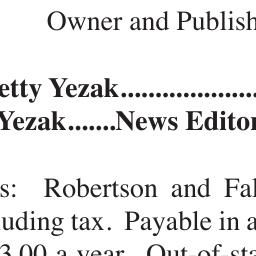 Owner and Publish
etty Yezak....................
Yezak.......News Editor
s: Robertson and Fal
luding tax. Payable in a
3.00 a year. Out-of-sta